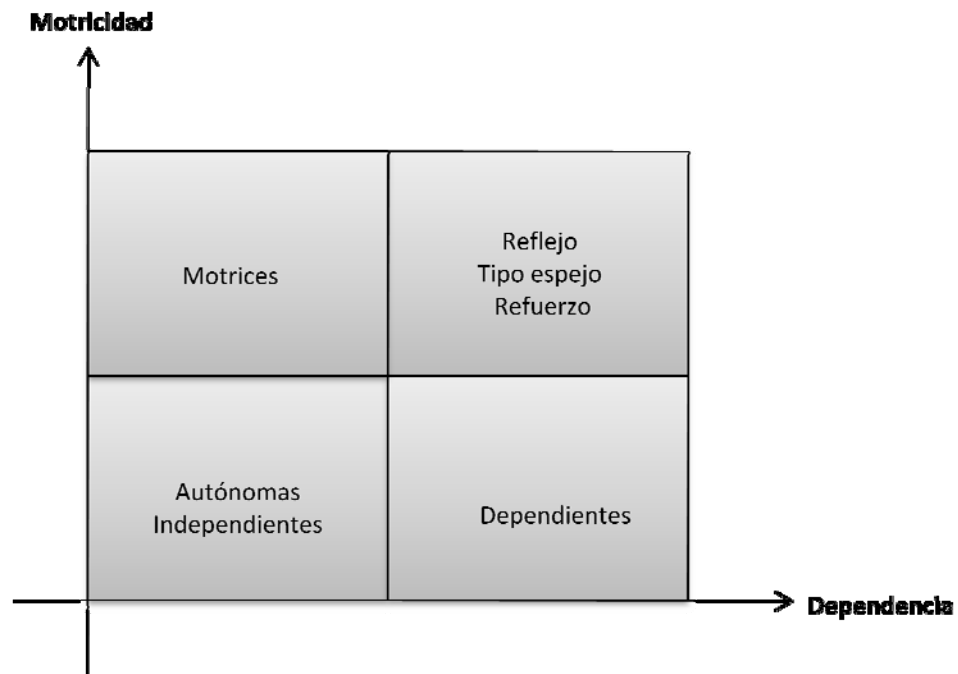 Motricidad
Motrices
Reflejo
Tipo espejo
Refuerzo
Autónomas
Independientes
Dependientes
Dependencia